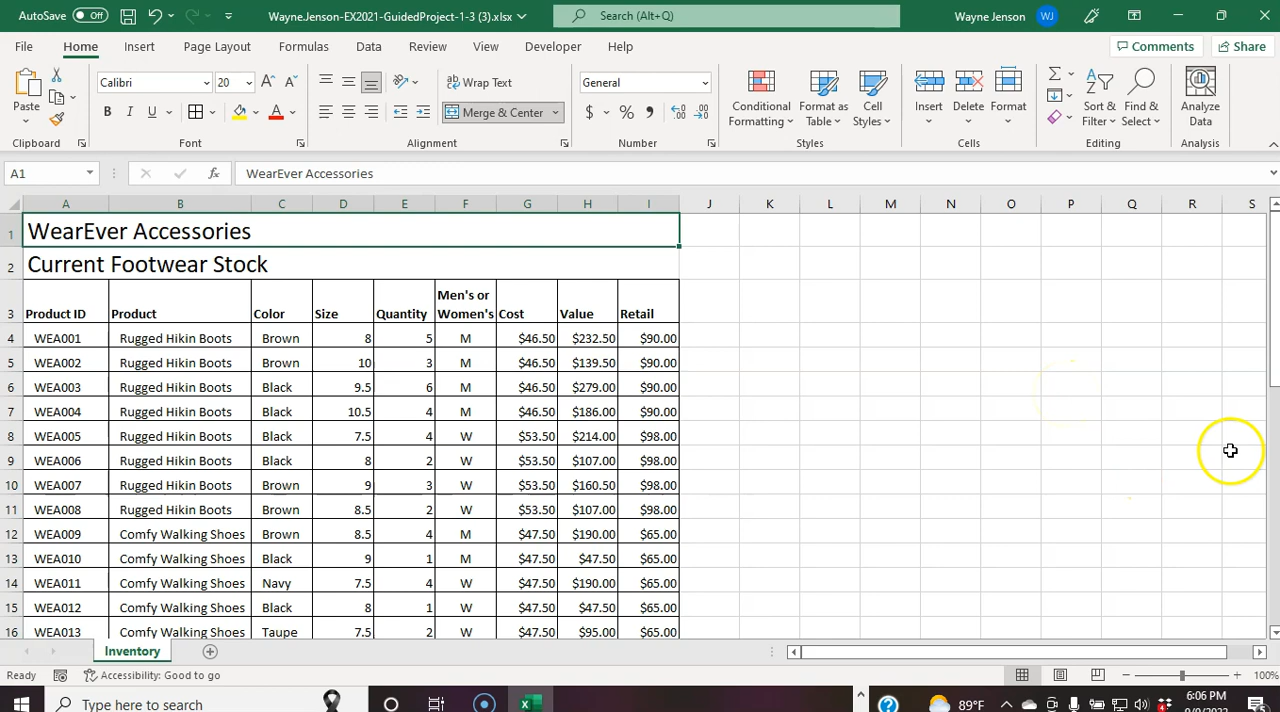 AutoSave Off Wayne.Jenson-EX2021-GuidedProject-1-3 (3).xlsx Search (Alt+Q) Wayne Jenson WJ
File Home Insert Page Layout Formulas Data Review View Developer Help Comments Share
Calibri 20 Wrap Text General
Paste B I U Merge & Center $ % Conditional Formatting Format as Table Cell Styles Insert Delete Format Sort & Filter Find & Select Analyze Data
Clipboard Font Alignment Number Styles Cells Editing Analysis
A1 fx WearEver Accessories
A B C D E F G H I J K L M N O P Q R S
1 WearEver Accessories
2 Current Footwear Stock
3 Product ID Product Color Size Quantity Men's or Women's Cost Value Retail
4 WEA001 Rugged Hikin Boots Brown 8 5 M $46.50 $232.50 $90.00
5 WEA002 Rugged Hikin Boots Brown 10 3 M $46.50 $139.50 $90.00
6 WEA003 Rugged Hikin Boots Black 9.5 6 M $46.50 $279.00 $90.00
7 WEA004 Rugged Hikin Boots Black 10.5 4 M $46.50 $186.00 $90.00
8 WEA005 Rugged Hikin Boots Black 7.5 4 W $53.50 $214.00 $98.00
9 WEA006 Rugged Hikin Boots Brown 8 2 W $53.50 $107.00 $98.00
10 WEA007 Rugged Hikin Boots Brown 9 3 W $53.50 $160.50 $98.00
11 WEA008 Rugged Hikin Boots Brown 8.5 2 W $53.50 $107.00 $98.00
12 WEA009 Comfy Walking Shoes Brown 8.5 4 M $47.50 $190.00 $65.00
13 WEA010 Comfy Walking Shoes Black 9 1 M $47.50 $47.50 $65.00
14 WEA011 Comfy Walking Shoes Navy 7.5 4 W $47.50 $190.00 $65.00
15 WEA012 Comfy Walking Shoes Black 8 1 W $47.50 $47.50 $65.00
16 WEA013 Comfy Walking Shoes Taupe 7.5 2 W $47.50 $95.00 $65.00
Inventory
Ready Accessibility: Good to go 100%
Type here to search 89°F 6:06 PM